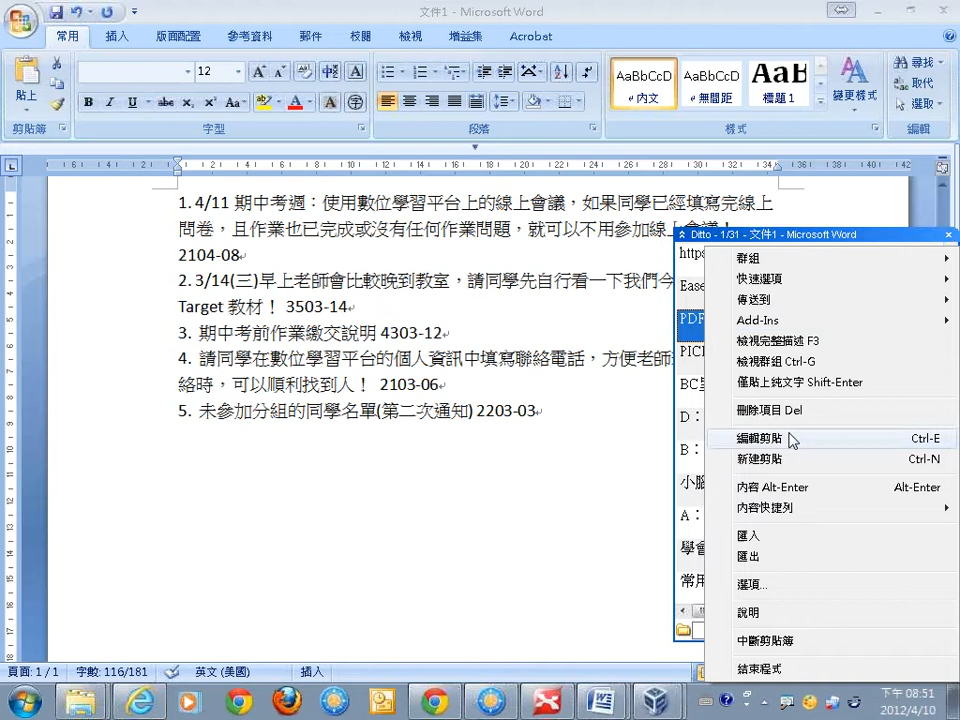 文件1 - Microsoft Word
常用 插入 版面配置 參考資料 郵件 校閱 檢視 增益集 Acrobat
貼上
12
AaBbCcD AaBbCcD AaBbC
內文 無間距 標題 1
變更樣式
尋找
取代
選取
剪貼簿 字型 段落 樣式 編輯
1. 4/11 期中考週：使用數位學習平台上的線上會議，如果同學已經填寫完線上
問卷，且作業也已完成或沒有任何作業問題，就可以不用參加線上會議！
2104-08
2. 3/14(三)早上老師會比較晚到教室，請同學先自行看一下我們今
Target 教材！ 3503-14
3. 期中考前作業繳交說明 4303-12
4. 請同學在數位學習平台的個人資訊中填寫聯絡電話，方便老師
絡時，可以順利找到人！ 2103-06
5. 未參加分組的同學名單(第二次通知) 2203-03
Ditto - 1/31 - 文件1 - Microsoft Word
https
Ease
PDF
BC
D：
B：
小腦
A：
學會
常用
群組
快速選項
傳送到
Add-Ins
檢視完整描述 F3
檢視群組 Ctrl-G
僅貼上純文字 Shift-Enter
刪除項目 Del
編輯剪貼 Ctrl-E
新建剪貼 Ctrl-N
內容 Alt-Enter Alt-Enter
內容快捷列
匯入
匯出
選項...
說明
中斷剪貼簿
結束程式
頁面：1 / 1 字數：116/181 英文 (美國) 插入
下午 08:51
2012/4/10